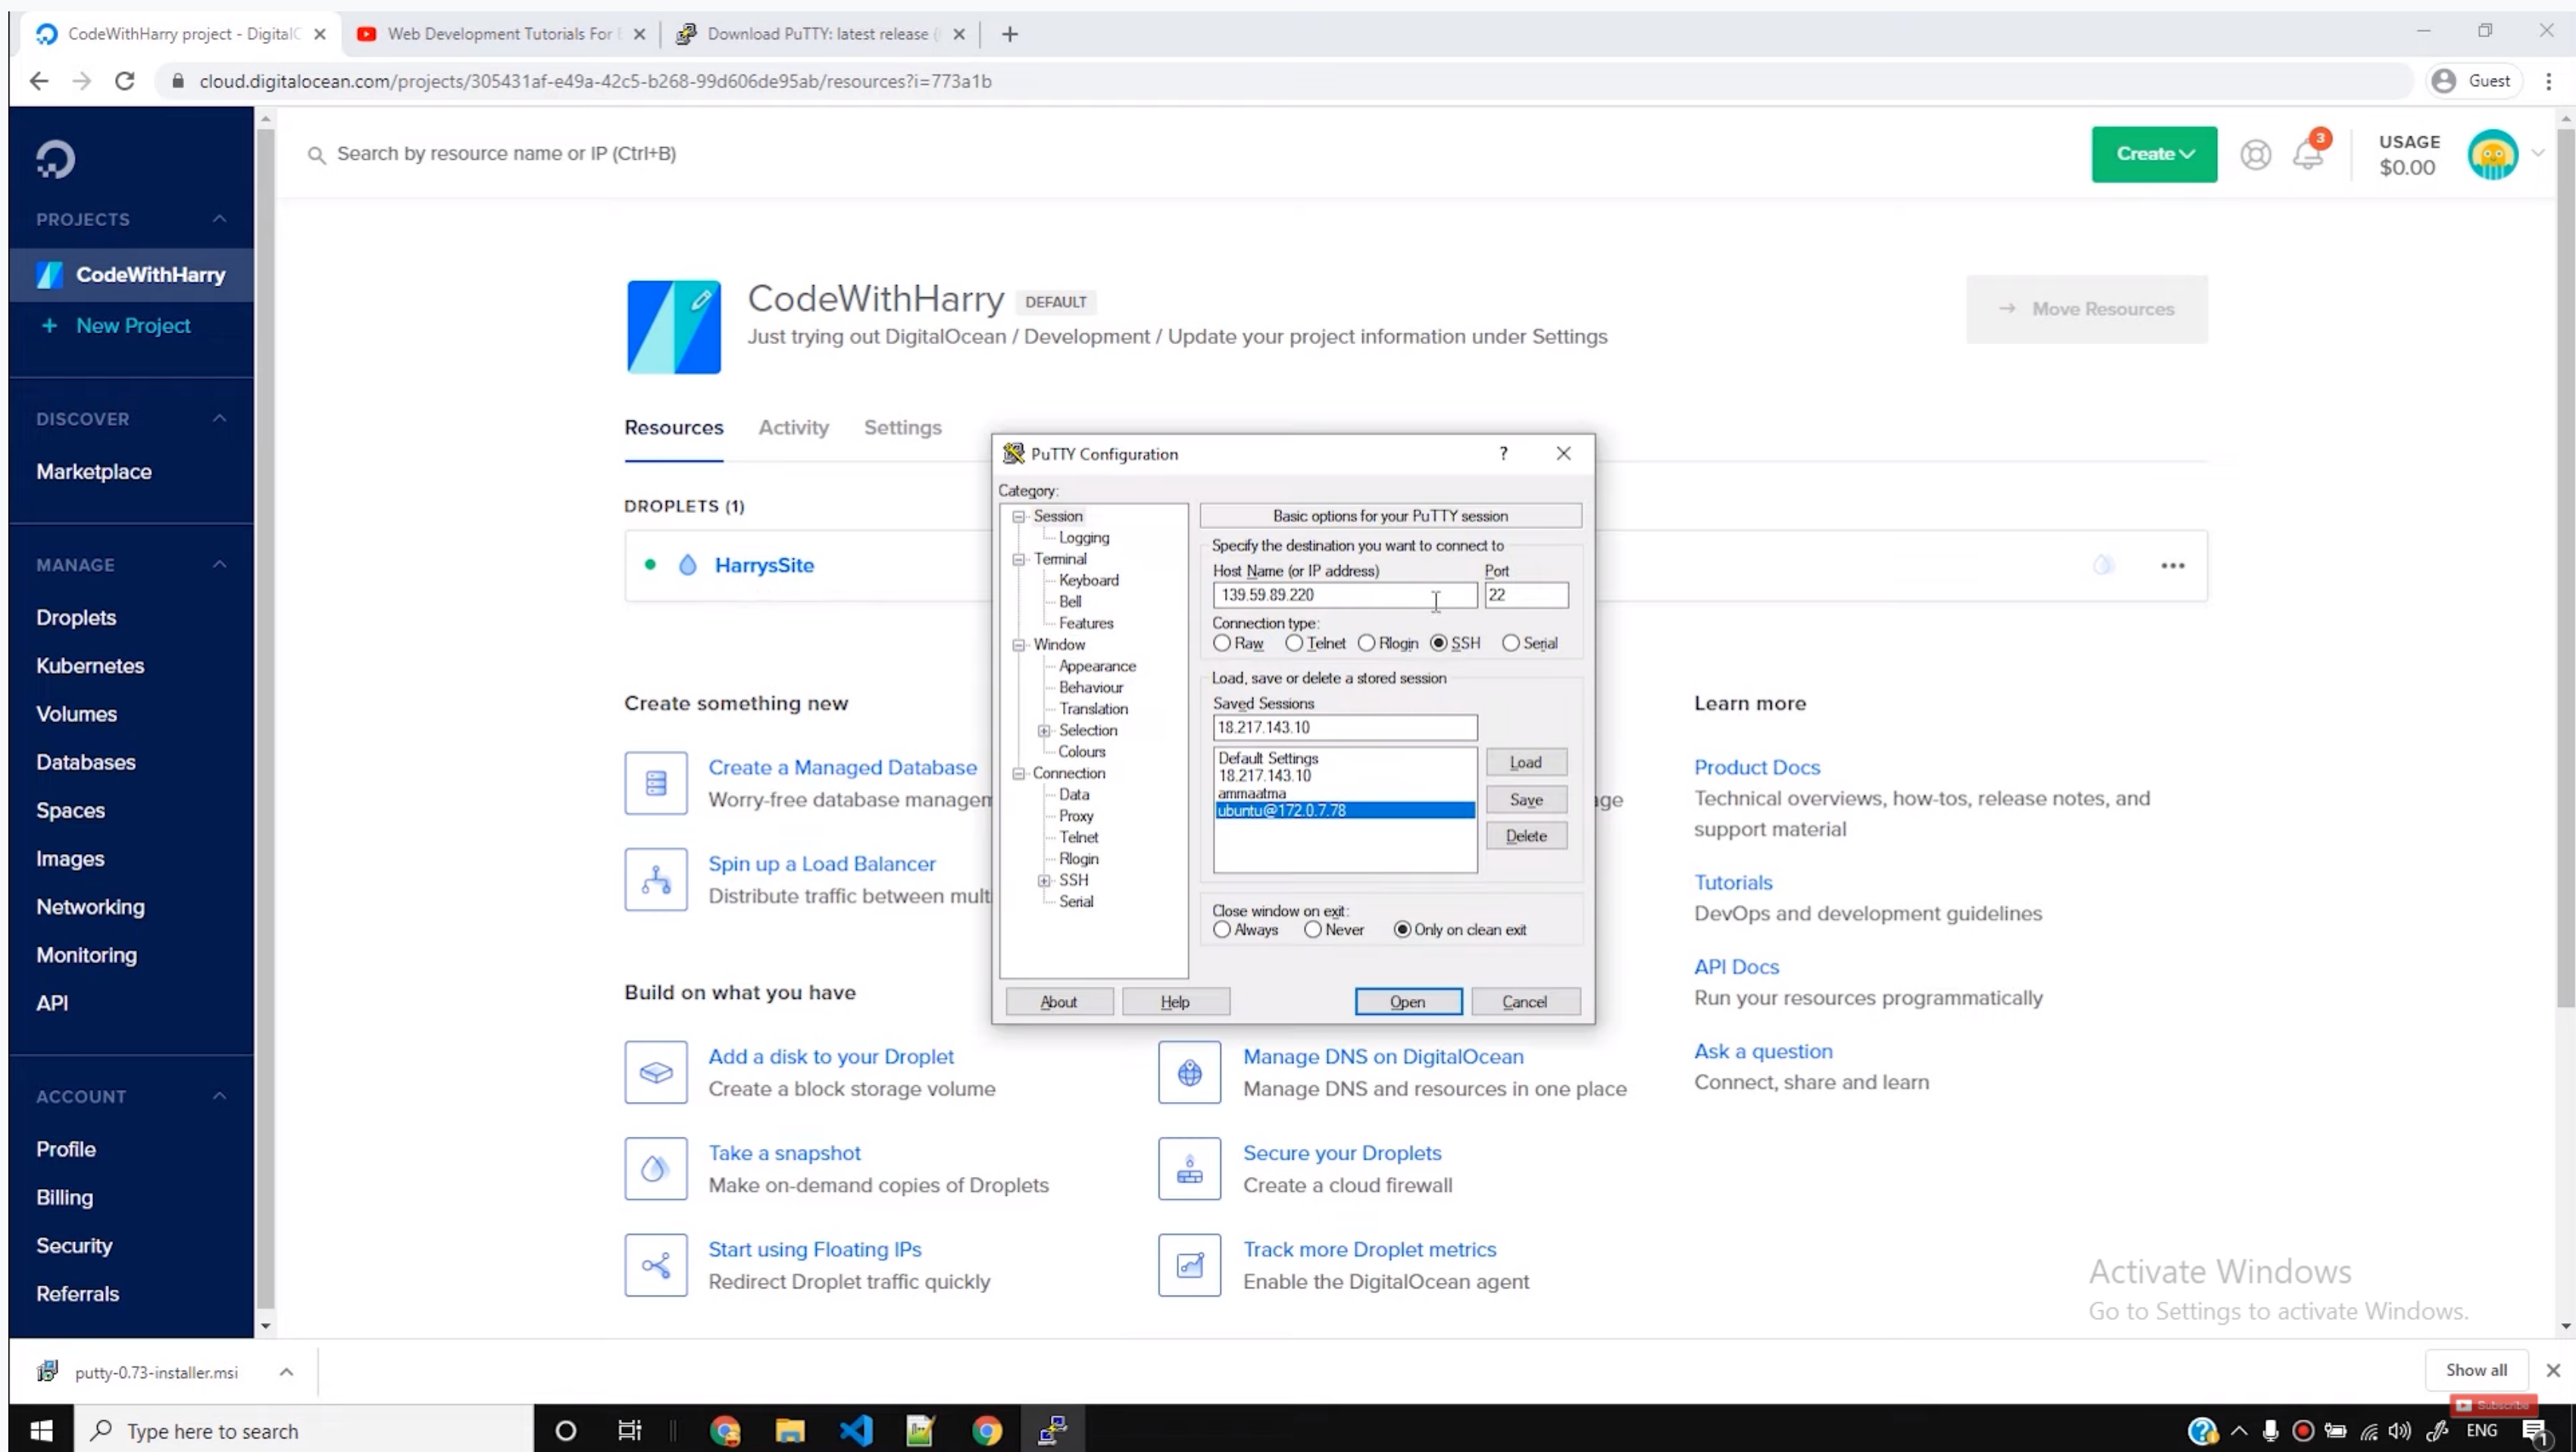 CodeWithHarry project - DigitalC
Web Development Tutorials For
Download PuTTY: latest release (
cloud.digitalocean.com/projects/305431af-e49a-42c5-b268-99d606de95ab/resources?i=773a1b
Guest
Search by resource name or IP (Ctrl+B)
Create
3
USAGE
$0.00
PROJECTS
CodeWithHarry
+ New Project
DISCOVER
Marketplace
MANAGE
Droplets
Kubernetes
Volumes
Databases
Spaces
Images
Networking
Monitoring
API
ACCOUNT
Profile
Billing
Security
Referrals
CodeWithHarry DEFAULT
Just trying out DigitalOcean / Development / Update your project information under Settings
→ Move Resources
Resources Activity Settings
DROPLETS (1)
HarrysSite
Create something new
Create a Managed Database
Worry-free database managem
Spin up a Load Balancer
Distribute traffic between mult
ge
Build on what you have
Add a disk to your Droplet
Create a block storage volume
Manage DNS on DigitalOcean
Manage DNS and resources in one place
Take a snapshot
Make on-demand copies of Droplets
Secure your Droplets
Create a cloud firewall
Start using Floating IPs
Redirect Droplet traffic quickly
Track more Droplet metrics
Enable the DigitalOcean agent
Learn more
Product Docs
Technical overviews, how-tos, release notes, and
support material
Tutorials
DevOps and development guidelines
API Docs
Run your resources programmatically
Ask a question
Connect, share and learn
PuTTY Configuration
?
Category:
Session
Logging
Terminal
Keyboard
Bell
Features
Window
Appearance
Behaviour
Translation
Selection
Colours
Connection
Data
Proxy
Telnet
Rlogin
SSH
Serial
Basic options for your PuTTY session
Specify the destination you want to connect to
Host Name (or IP address) Port
139.59.89.220 22
Connection type:
Raw Telnet Rlogin SSH Serial
Load, save or delete a stored session
Saved Sessions
18.217.143.10
Default Settings
18.217.143.10
ammaatma
ubuntu@172.0.7.78
Load
Save
Delete
Close window on exit:
Always Never Only on clean exit
About Help Open Cancel
Activate Windows
Go to Settings to activate Windows.
putty-0.73-installer.msi
Show all
Subscribe
Type here to search
ENG
1